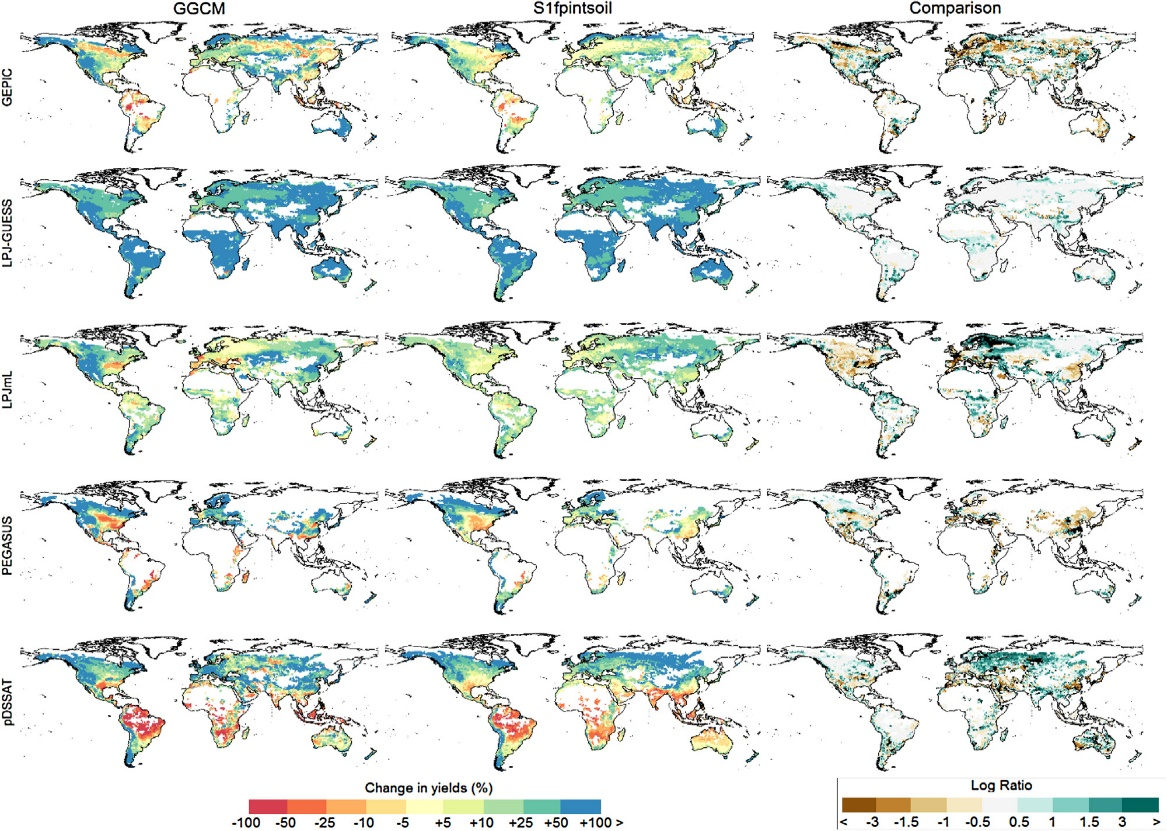 GGCM S1fpintsoil Comparison
GEPIC
LPJ-GUESS
LPJmL
PEGASUS
pDSSAT
Change in yields (%)
-100 -50 -25 -10 -5 +5 +10 +25 +50 +100 >
Log Ratio
< -3 -1.5 -1 -0.5 0.5 1 1.5 3 >